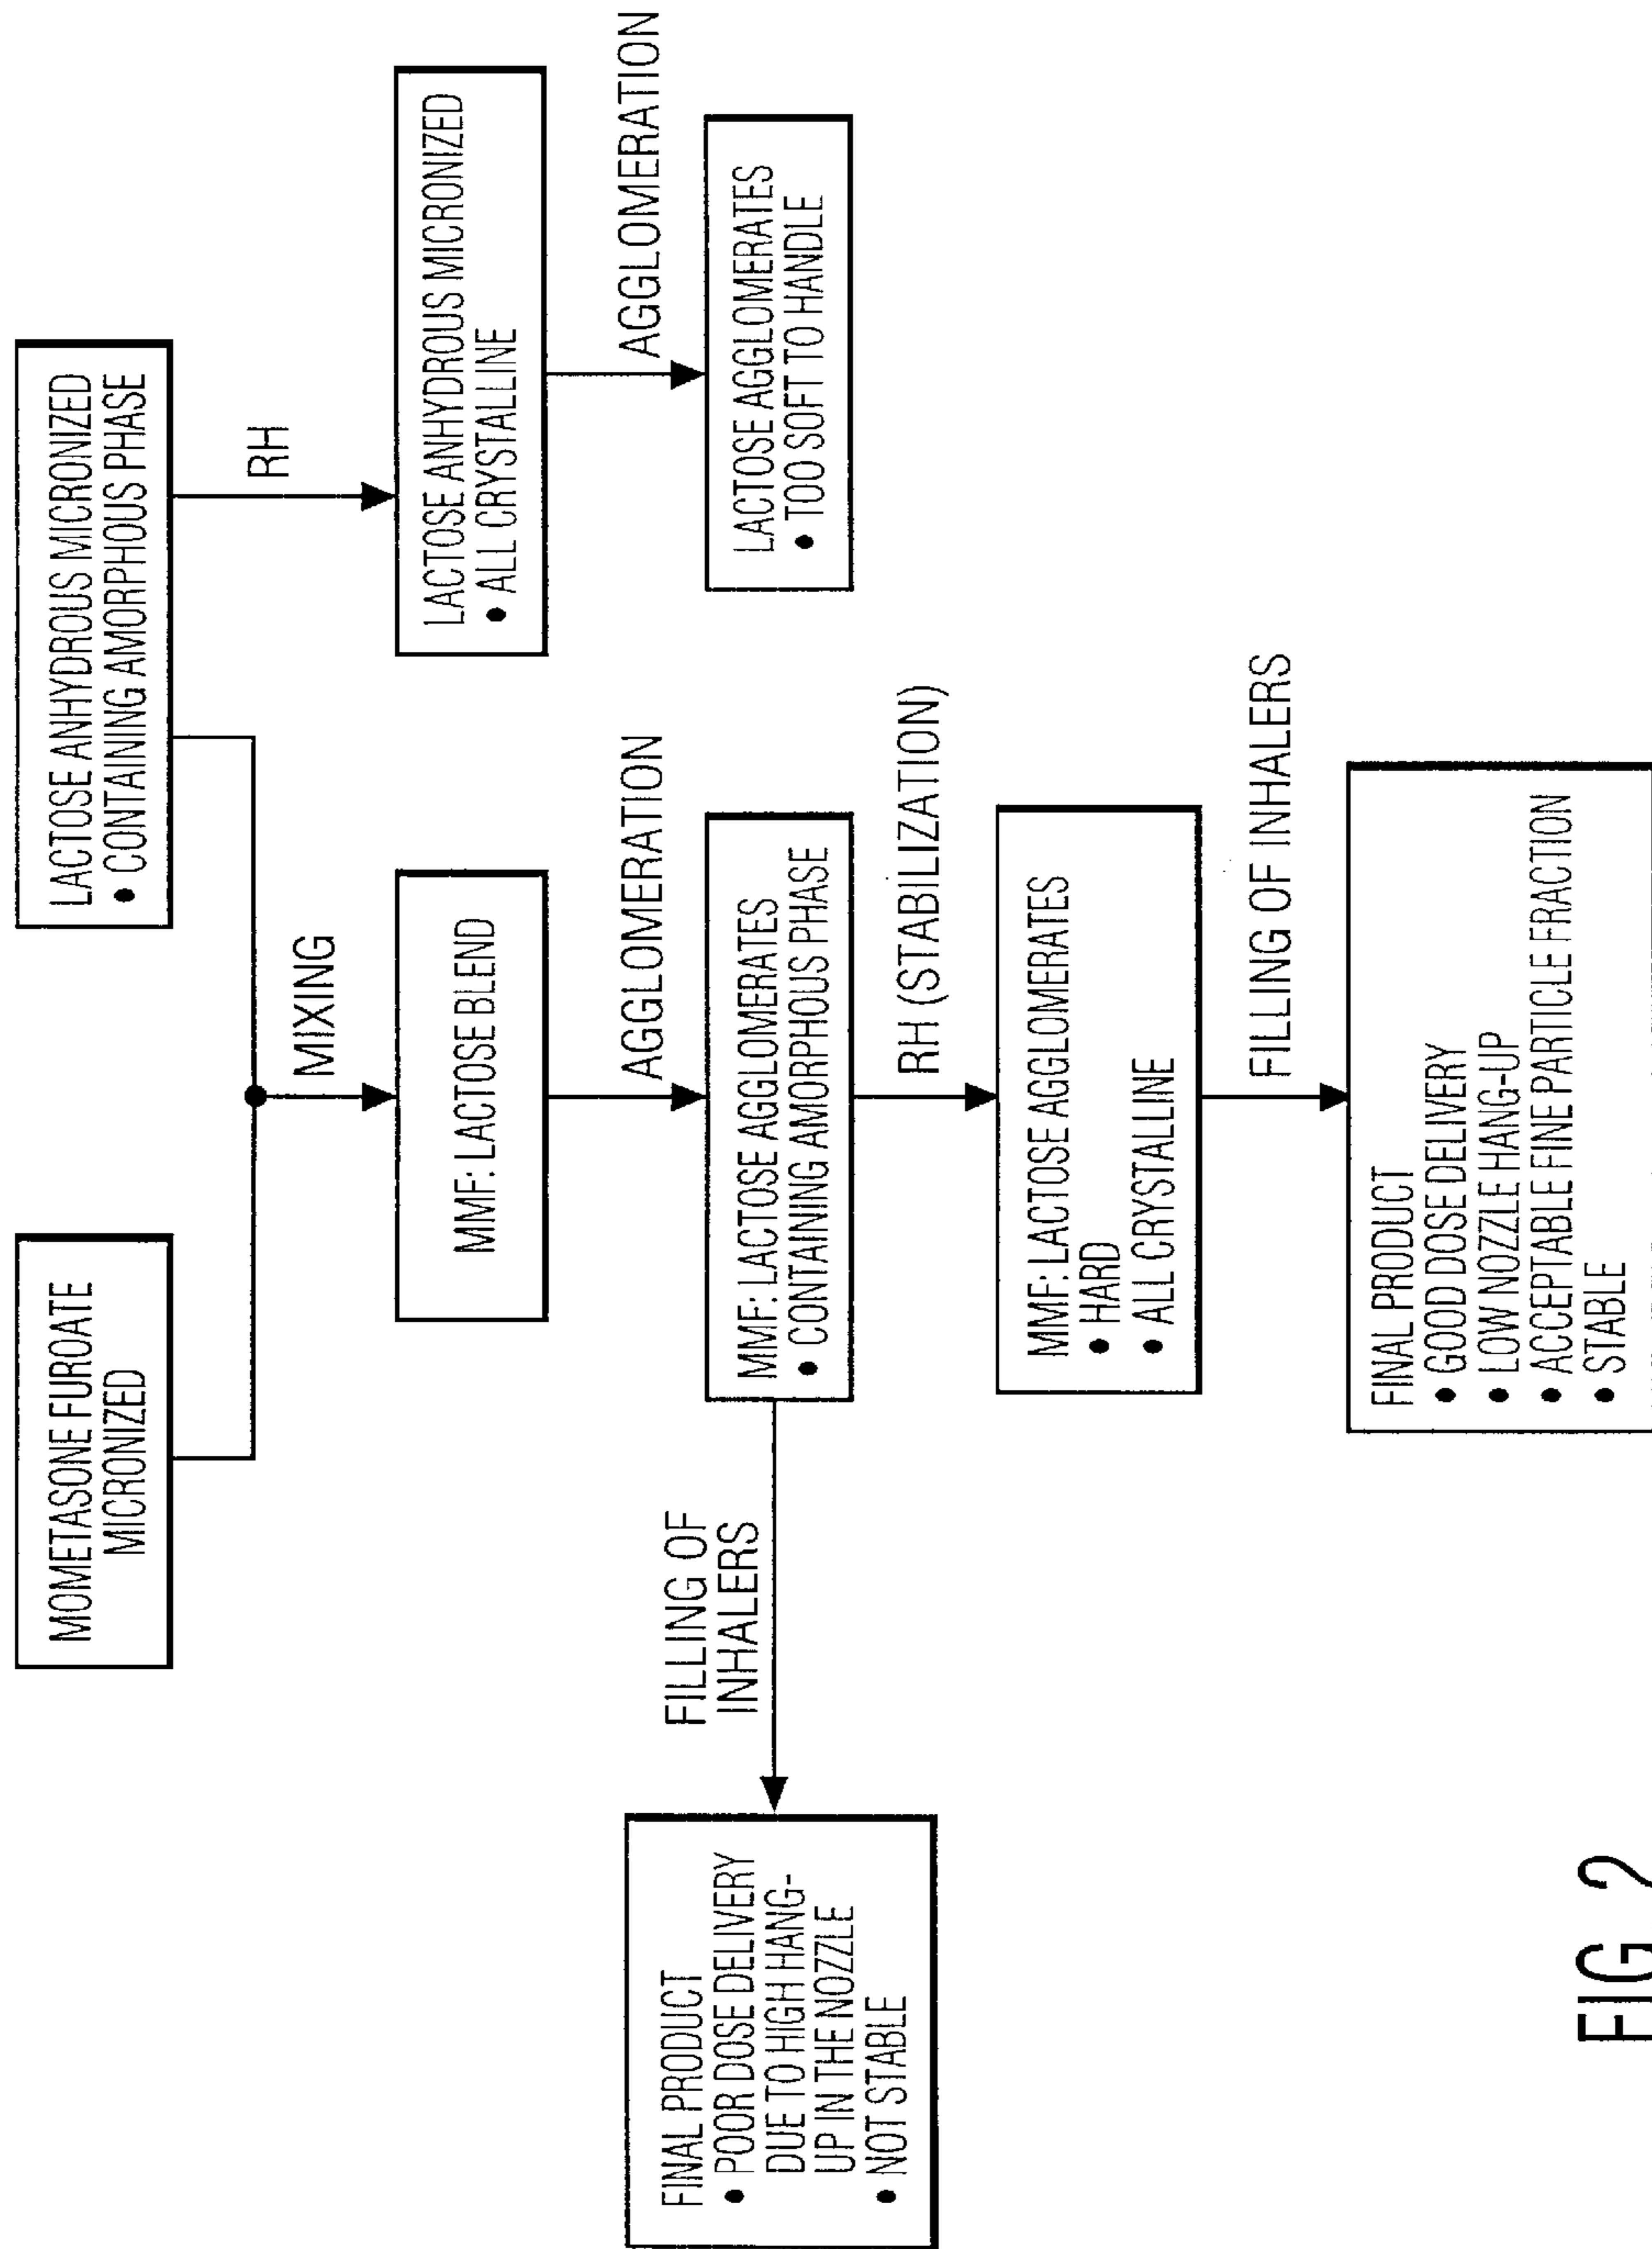 MOMETASONE FUROATE
MICRONIZED
LACTOSE ANHYDROUS MICRONIZED
• CONTAINING AMORPHOUS PHASE
MIXING
RH
MMF: LACTOSE BLEND
LACTOSE ANHYDROUS MICRONIZED
• ALL CRYSTALLINE
AGGLOMERATION
AGGLOMERATION
FILLING OF
INHALERS
FINAL PRODUCT
• POOR DOSE DELIVERY
DUE TO HIGH HANG-
UP IN THE NOZZLE
• NOT STABLE
MMF: LACTOSE AGGLOMERATES
• CONTAINING AMORPHOUS PHASE
LACTOSE AGGLOMERATES
• TOO SOFT TO HANDLE
RH (STABILIZATION)
MMF: LACTOSE AGGLOMERATES
• HARD
• ALL CRYSTALLINE
FILLING OF INHALERS
FINAL PRODUCT
• GOOD DOSE DELIVERY
• LOW NOZZLE HANG-UP
• ACCEPTABLE FINE PARTICLE FRACTION
• STABLE
FIG. 2